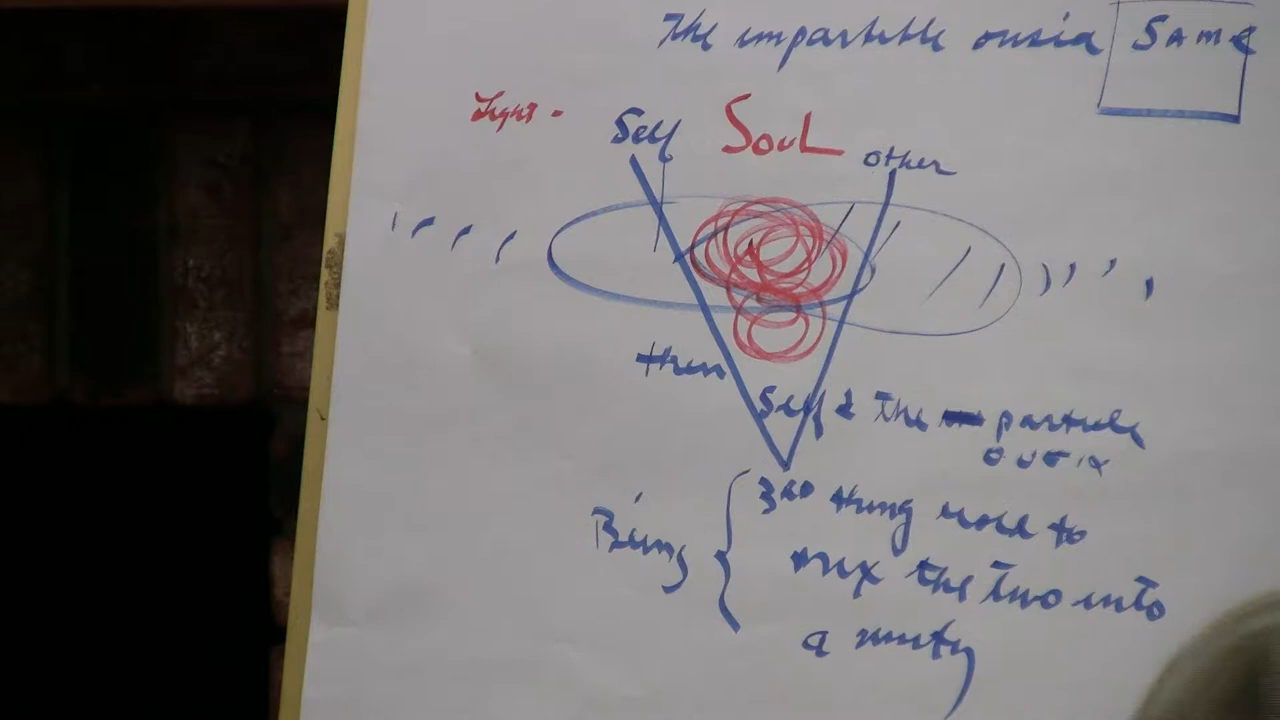 The impartible ousia Same
Light - Self Soul other
then
Self & the partible
ουσια
Being 3rd thing used to
mix the two into
a unity